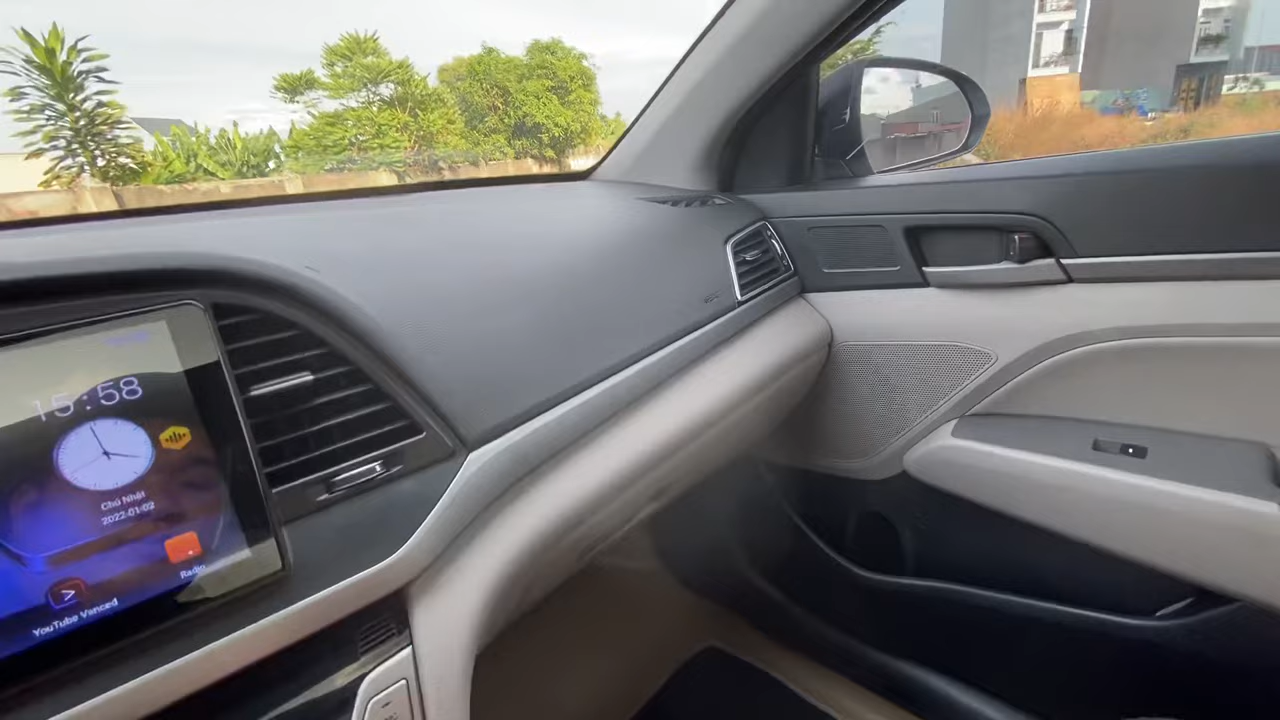 15:58
Chủ Nhật
2022-01-02
Radio
YouTube Vanced